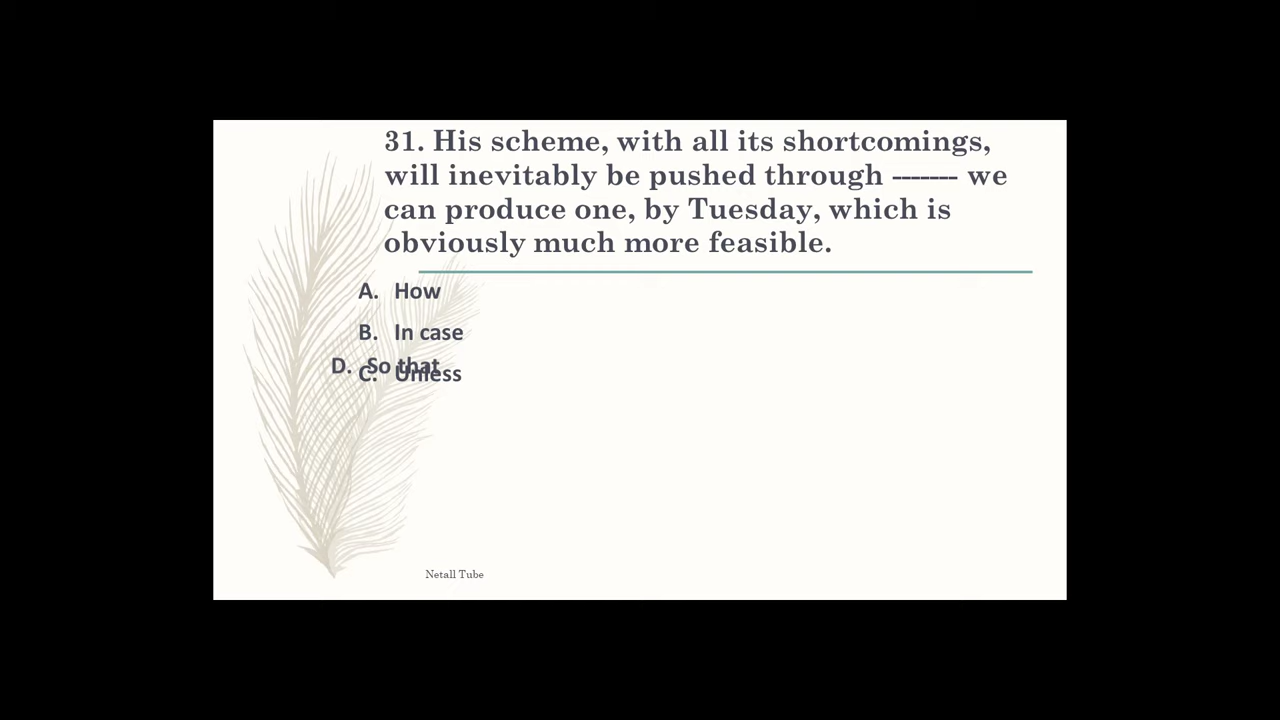 31. His scheme, with all its shortcomings,
will inevitably be pushed through ------- we
can produce one, by Tuesday, which is
obviously much more feasible.
A. How
B. In case
D. So that
C. Unless
Netall Tube